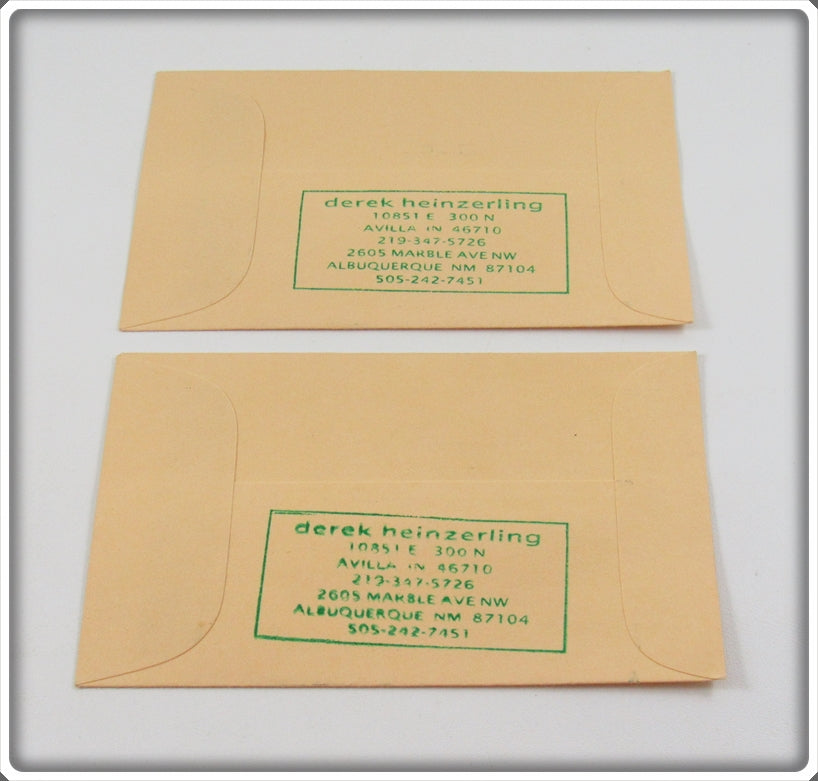 derek heinzerling
10851 E 300 N
AVILLA IN 46710
219-347-5726
2605 MARBLE AVE NW
ALBUQUERQUE NM 87104
505-242-7451
derek heinzerling
10851 E 300 N
AVILLA IN 46710
219-347-5726
2605 MARBLE AVE NW
ALBUQUERQUE NM 87104
505-242-7451